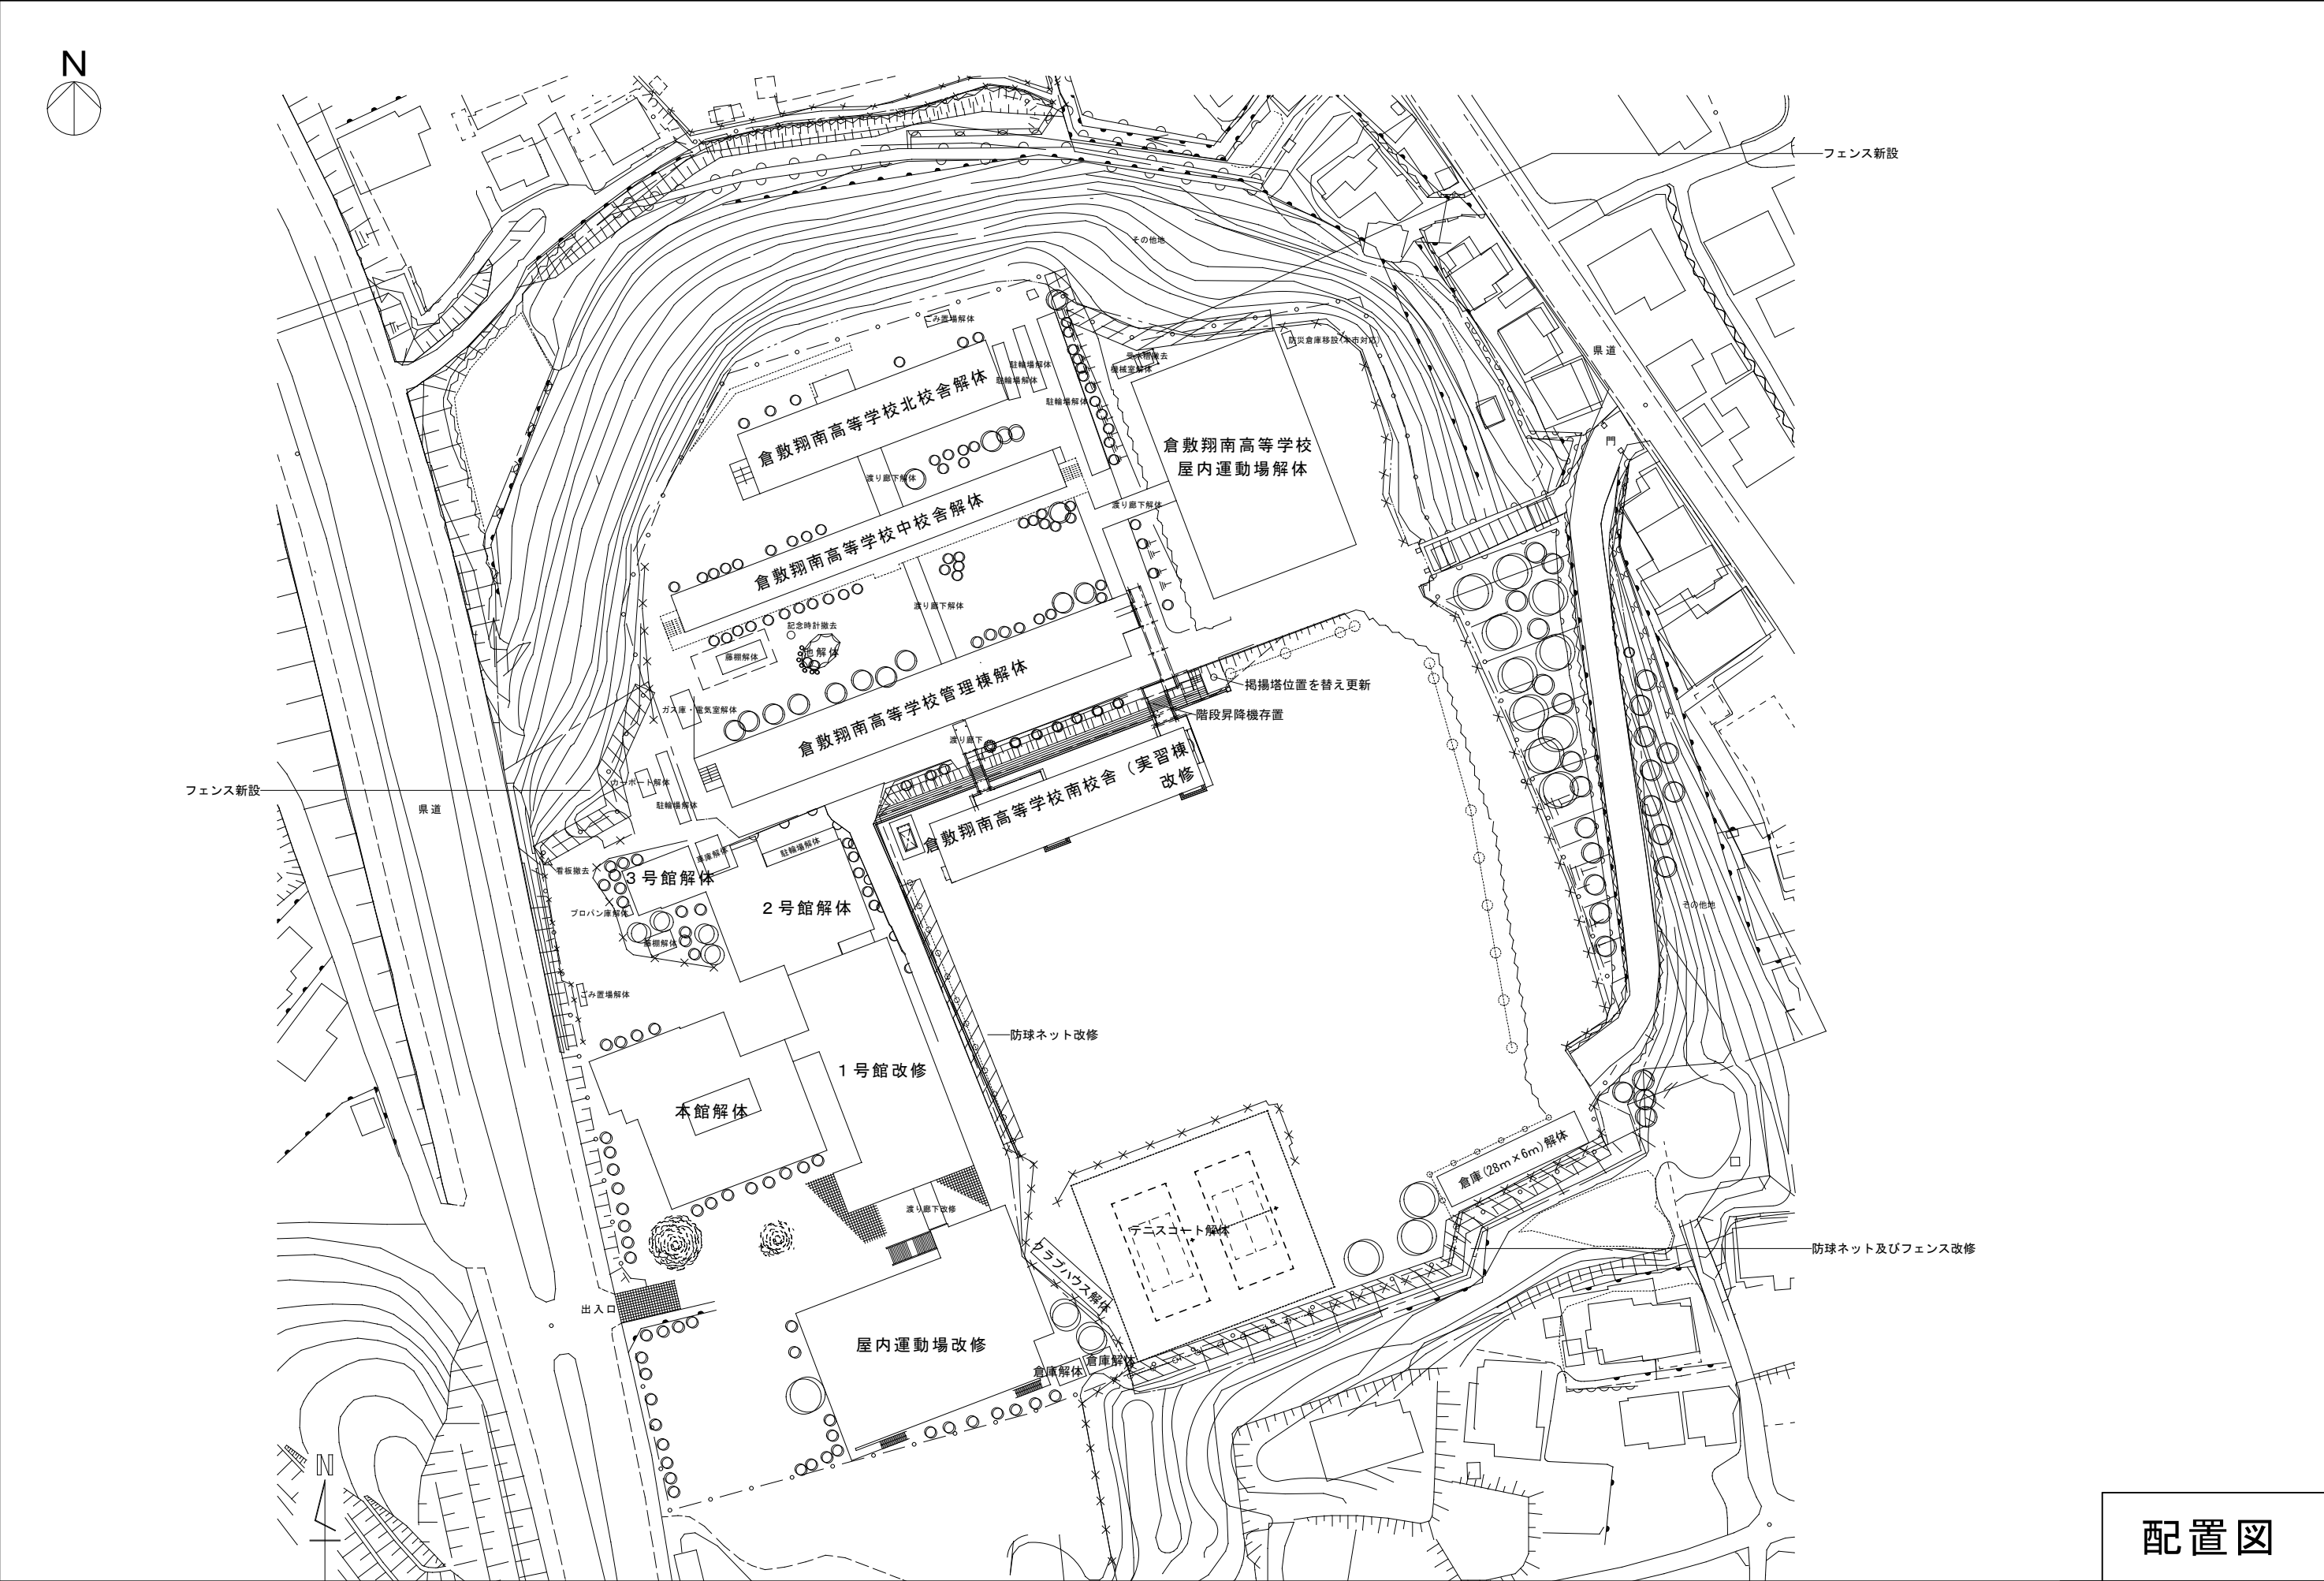 N
フェンス新設
その他地
ごみ置場解体
防災倉庫移設(本市対応)
県道
受水槽撤去
機械室解体
駐輪場解体
駐輪場解体
駐輪場解体
倉敷翔南高等学校北校舎解体
倉敷翔南高等学校
屋内運動場解体
門
渡り廊下解体
倉敷翔南高等学校中校舎解体
渡り廊下解体
渡り廊下解体
記念時計撤去
池解体
藤棚解体
倉敷翔南高等学校管理棟解体
掲揚塔位置を替え更新
階段昇降機存置
ガス庫・電気室解体
渡り廊下
倉敷翔南高等学校南校舎（実習棟）
改修
カーポート解体
フェンス新設
駐輪場解体
県道
駐輪場解体
車庫解体
看板撤去
3号館解体
2号館解体
プロパン庫解体
藤棚解体
その他地
ごみ置場解体
防球ネット改修
1号館改修
本館解体
倉庫(28m×6m)解体
渡り廊下改修
テニスコート解体
クラブハウス解体
防球ネット及びフェンス改修
出入口
屋内運動場改修
倉庫解体
倉庫解体
N
配置図